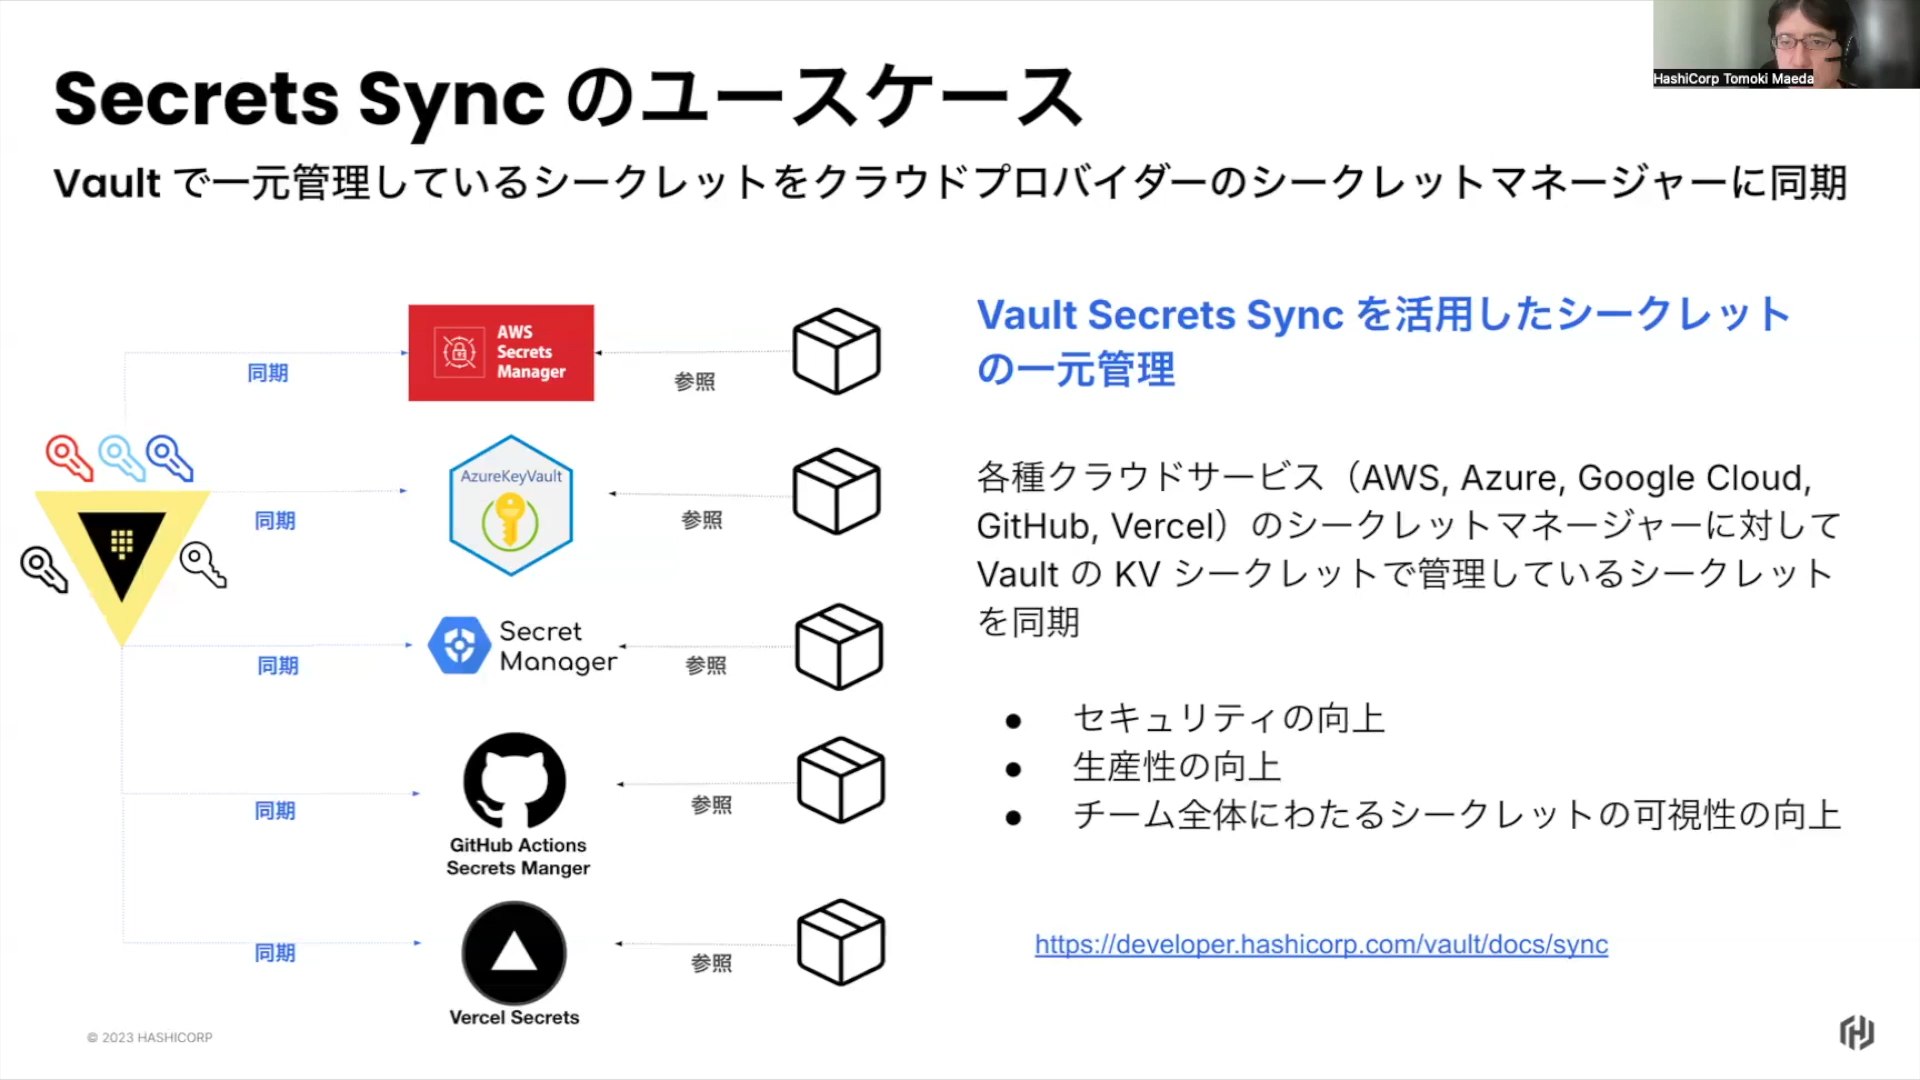 HashiCorp Tomoki Maeda
Secrets Sync のユースケース
Vault で一元管理しているシークレットをクラウドプロバイダーのシークレットマネージャーに同期
同期
AWS
Secrets
Manager
参照
同期
AzureKeyVault
参照
同期
Secret
Manager
参照
同期
GitHub Actions
Secrets Manger
参照
同期
Vercel Secrets
参照
Vault Secrets Sync を活用したシークレット
の一元管理
各種クラウドサービス（AWS, Azure, Google Cloud,
GitHub, Vercel）のシークレットマネージャーに対して
Vault の KV シークレットで管理しているシークレット
を同期
● セキュリティの向上
● 生産性の向上
● チーム全体にわたるシークレットの可視性の向上
https://developer.hashicorp.com/vault/docs/sync
© 2023 HASHICORP